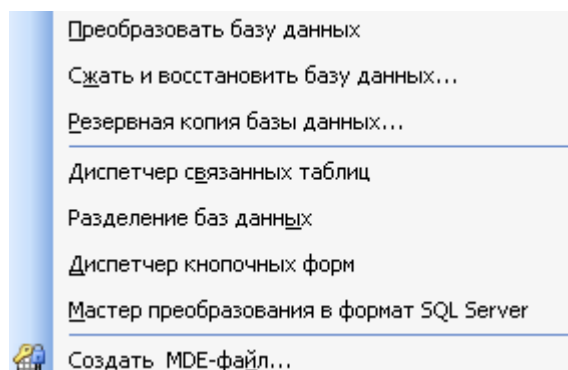 Преобразовать базу данных
Сжать и восстановить базу данных...
Резервная копия базы данных...
Диспетчер связанных таблиц
Разделение баз данных
Диспетчер кнопочных форм
Мастер преобразования в формат SQL Server
Создать MDE-файл...